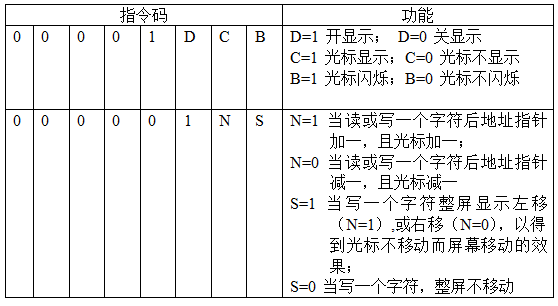 指令码 功能
0 0 0 0 1 D C B D=1 开显示； D=0 关显示
C=1 光标显示；C=0 光标不显示
B=1 光标闪烁；B=0 光标不闪烁
0 0 0 0 0 1 N S N=1 当读或写一个字符后地址指针
加一，且光标加一；
N=0 当读或写一个字符后地址指针
减一，且光标减一
S=1 当写一个字符整屏显示左移
（N=1）,或右移（N=0），以得
到光标不移动而屏幕移动的效
果；
S=0 当写一个字符，整屏不移动